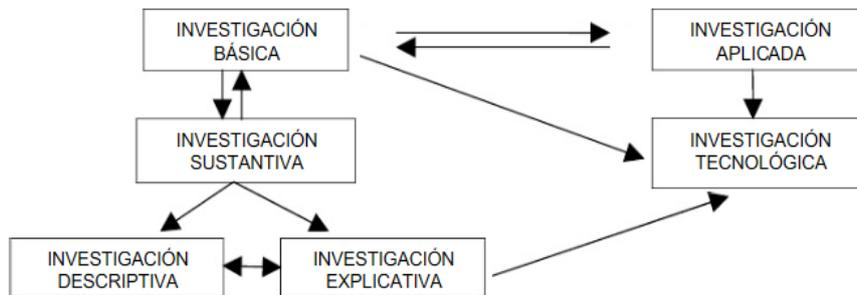 INVESTIGACIÓN
BÁSICA
INVESTIGACIÓN
APLICADA
INVESTIGACIÓN
SUSTANTIVA
INVESTIGACIÓN
TECNOLÓGICA
INVESTIGACIÓN
DESCRIPTIVA
INVESTIGACIÓN
EXPLICATIVA